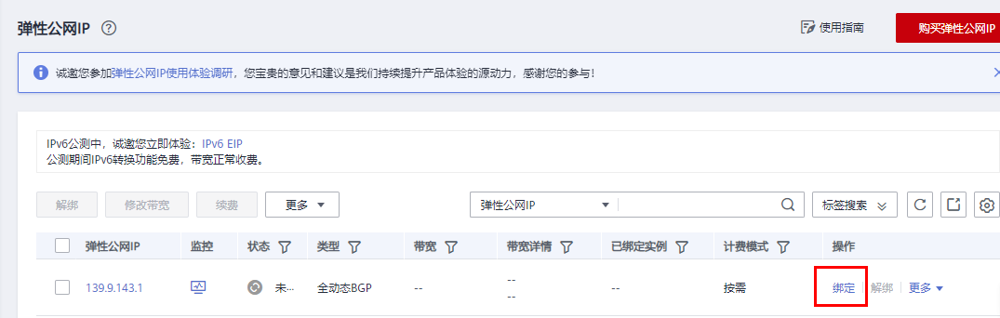 弹性公网IP ? 使用指南 购买弹性公网IP
诚邀您参加弹性公网IP使用体验调研，您宝贵的意见和建议是我们持续提升产品体验的源动力，感谢您的参与！
IPv6公测中，诚邀您立即体验：IPv6 EIP
公测期间IPv6转换功能免费，带宽正常收费。
解绑 修改带宽 续费 更多 弹性公网IP 标签搜索
弹性公网IP 监控 状态 类型 带宽 带宽详情 已绑定实例 计费模式 操作
139.9.143.1 未... 全动态BGP -- -- -- 按需 绑定 解绑 更多
--